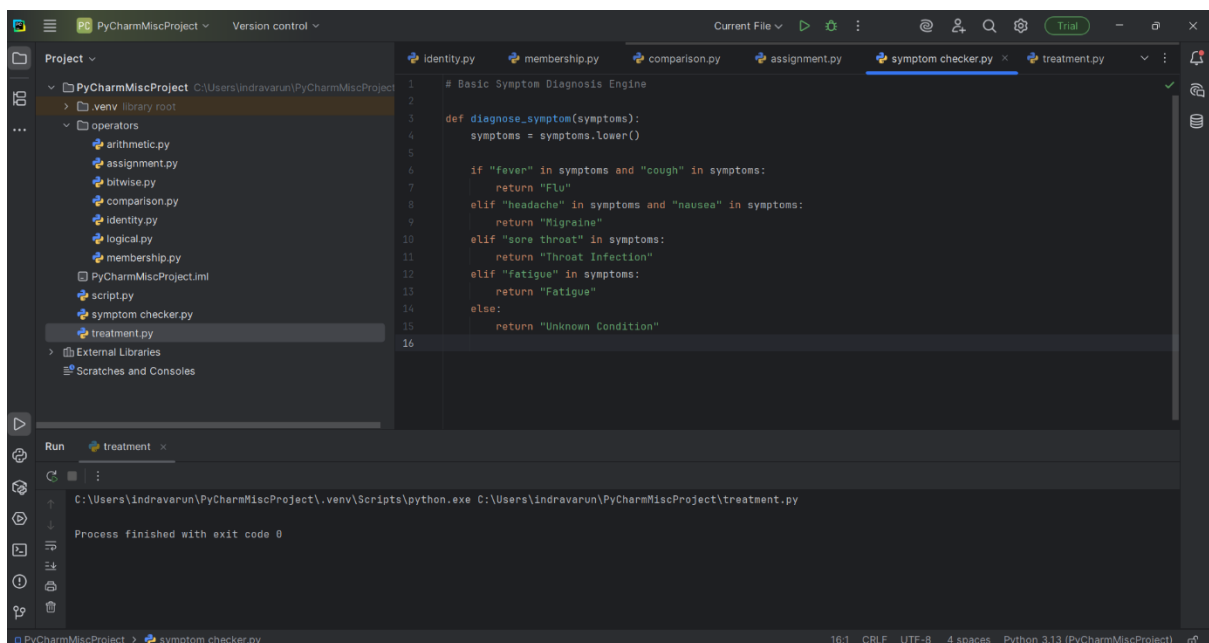 PC PyCharmMiscProject Version control Current File Trial
Project
identity.py membership.py comparison.py assignment.py symptom checker.py treatment.py
PyCharmMiscProject C:\Users\indravarun\PyCharmMiscProject
.venv library root
operators
arithmetic.py
assignment.py
bitwise.py
comparison.py
identity.py
logical.py
membership.py
PyCharmMiscProject.iml
script.py
symptom checker.py
treatment.py
External Libraries
Scratches and Consoles
1 # Basic Symptom Diagnosis Engine
2
3 def diagnose_symptom(symptoms):
4 symptoms = symptoms.lower()
5
6 if "fever" in symptoms and "cough" in symptoms:
7 return "Flu"
8 elif "headache" in symptoms and "nausea" in symptoms:
9 return "Migraine"
10 elif "sore throat" in symptoms:
11 return "Throat Infection"
12 elif "fatigue" in symptoms:
13 return "Fatigue"
14 else:
15 return "Unknown Condition"
16
Run treatment
C:\Users\indravarun\PyCharmMiscProject\.venv\Scripts\python.exe C:\Users\indravarun\PyCharmMiscProject\treatment.py
Process finished with exit code 0
PyCharmMiscProject > symptom checker.py 16:1 CRLF UTF-8 4 spaces Python 3.13 (PyCharmMiscProject)